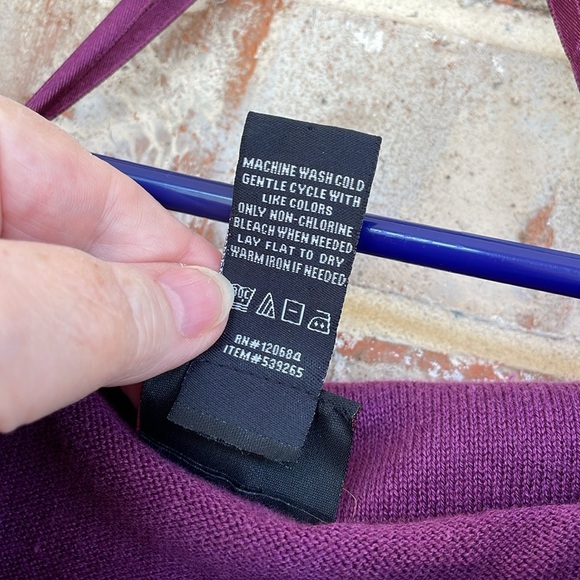 MACHINE WASH COLD
GENTLE CYCLE WITH
LIKE COLORS
ONLY NON-CHLORINE
BLEACH WHEN NEEDED
LAY FLAT TO DRY
WARM IRON IF NEEDED.
RN#120684
ITEM#539265